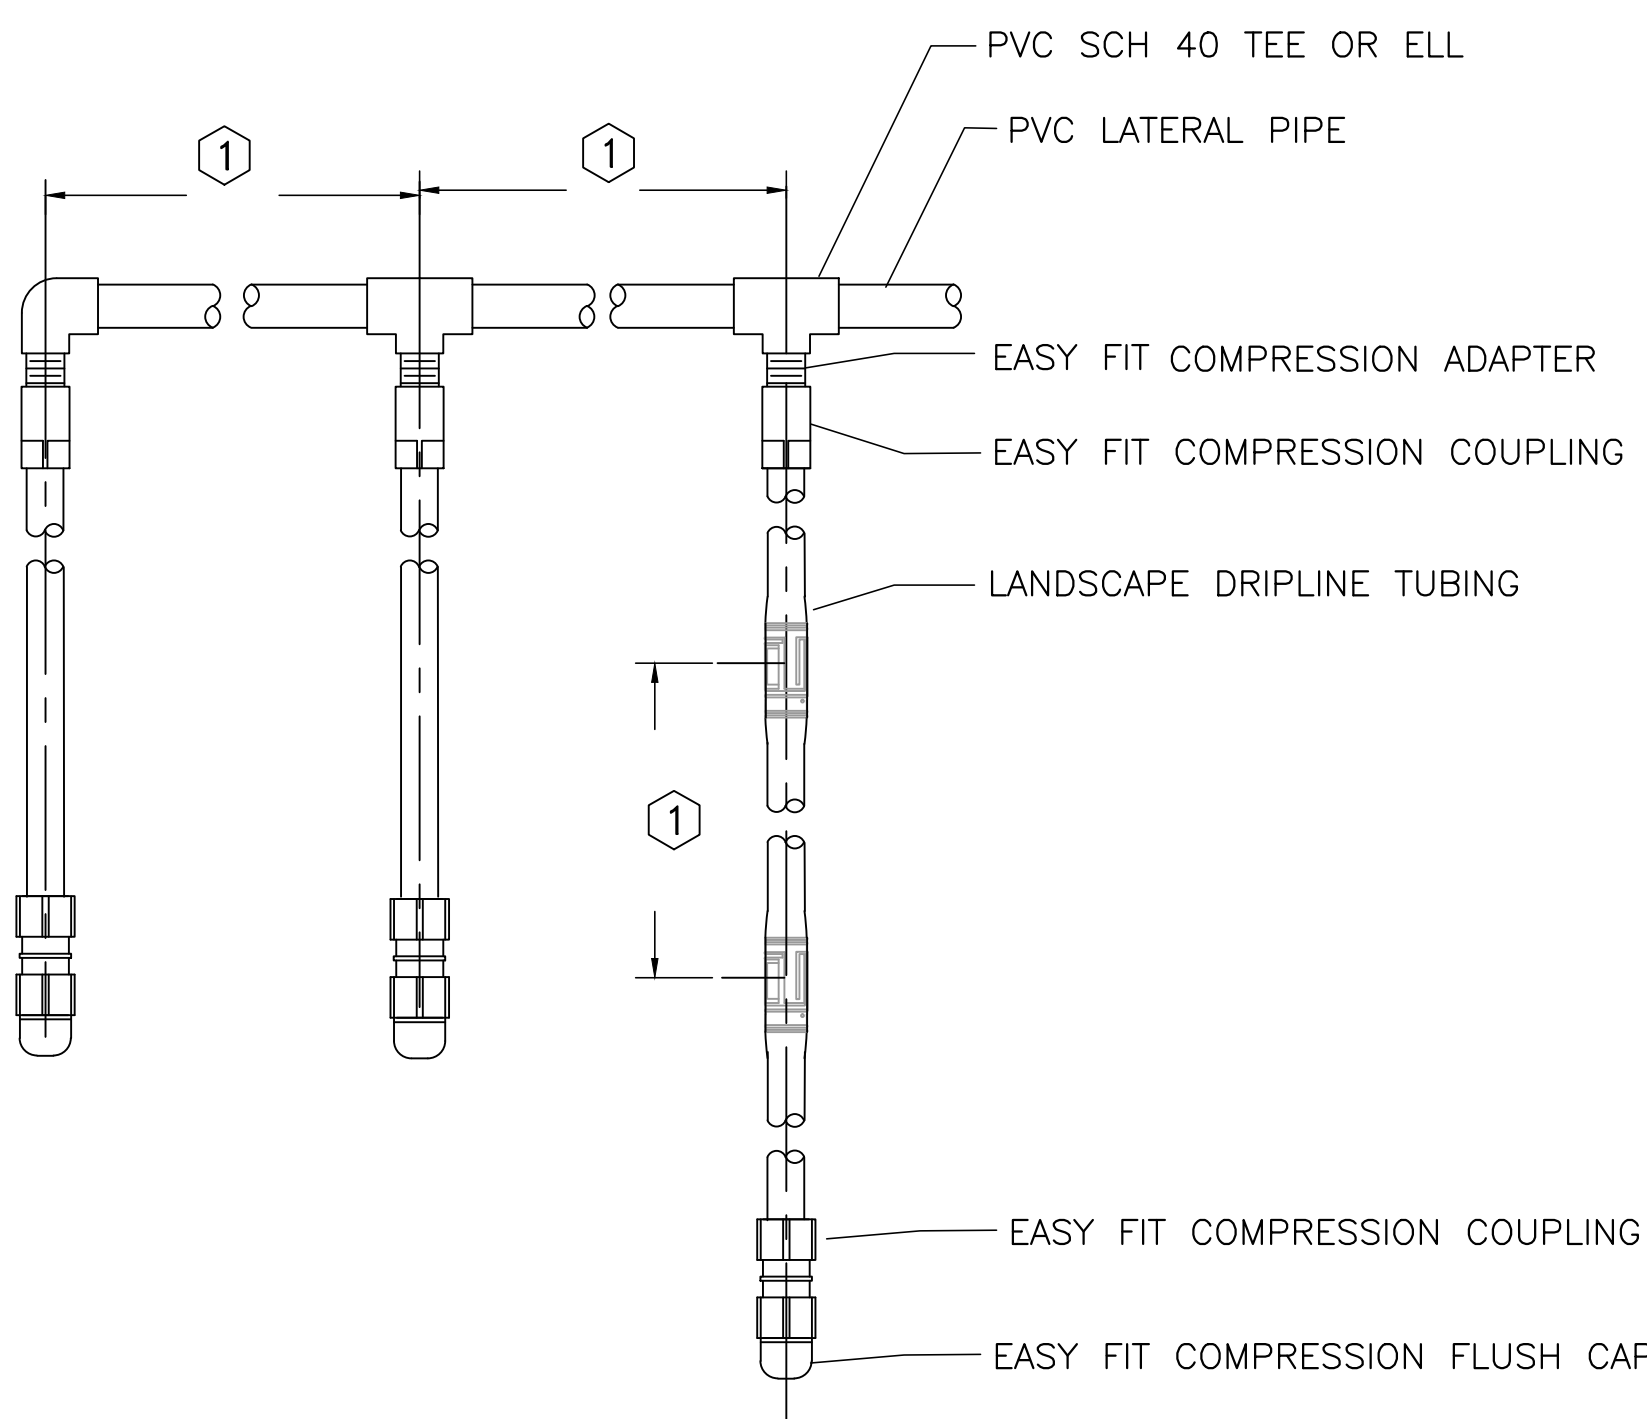 PVC SCH 40 TEE OR ELL
PVC LATERAL PIPE
1
1
EASY FIT COMPRESSION ADAPTER
EASY FIT COMPRESSION COUPLING
LANDSCAPE DRIPLINE TUBING
1
EASY FIT COMPRESSION COUPLING
EASY FIT COMPRESSION FLUSH CAP